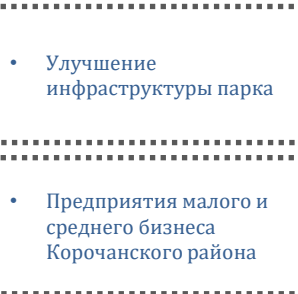 • Улучшение
инфраструктуры парка
• Предприятия малого и
среднего бизнеса
Корочанского района